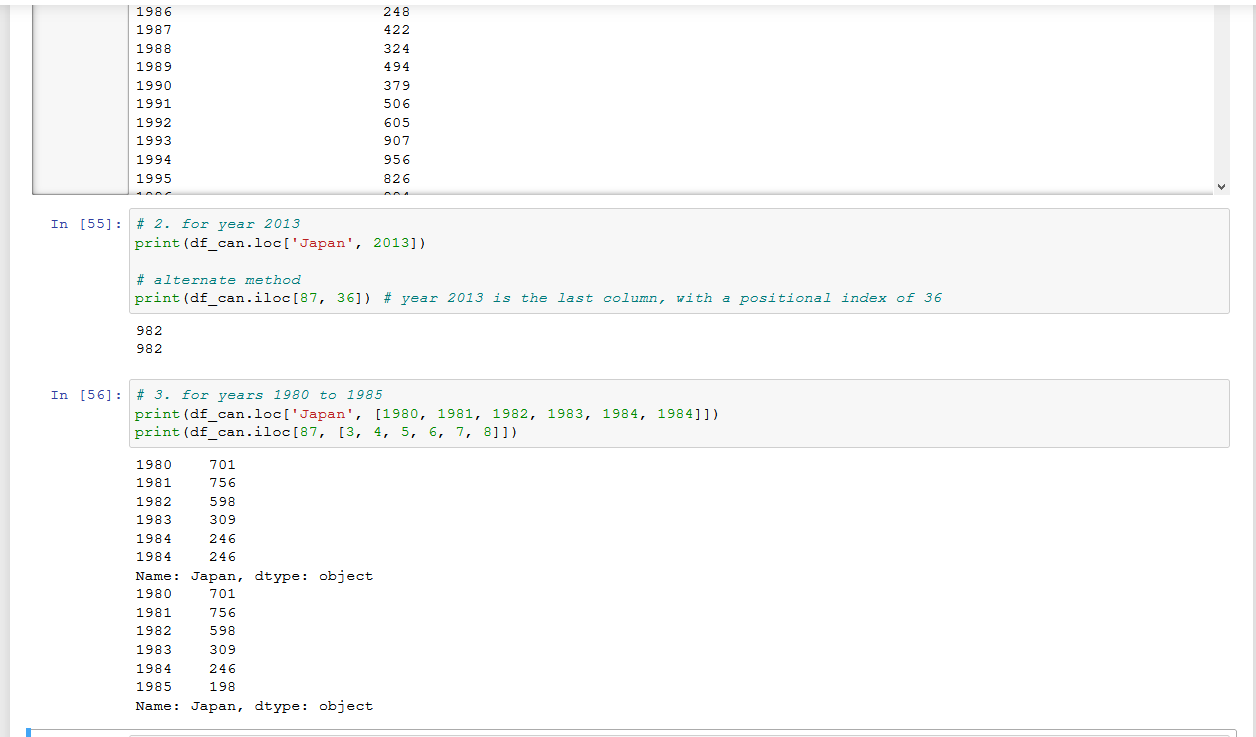 1986 248
1987 422
1988 324
1989 494
1990 379
1991 506
1992 605
1993 907
1994 956
1995 826
In [55]: # 2. for year 2013
print(df_can.loc['Japan', 2013])
# alternate method
print(df_can.iloc[87, 36]) # year 2013 is the last column, with a positional index of 36
982
982
In [56]: # 3. for years 1980 to 1985
print(df_can.loc['Japan', [1980, 1981, 1982, 1983, 1984, 1984]])
print(df_can.iloc[87, [3, 4, 5, 6, 7, 8]])
1980 701
1981 756
1982 598
1983 309
1984 246
1984 246
Name: Japan, dtype: object
1980 701
1981 756
1982 598
1983 309
1984 246
1985 198
Name: Japan, dtype: object